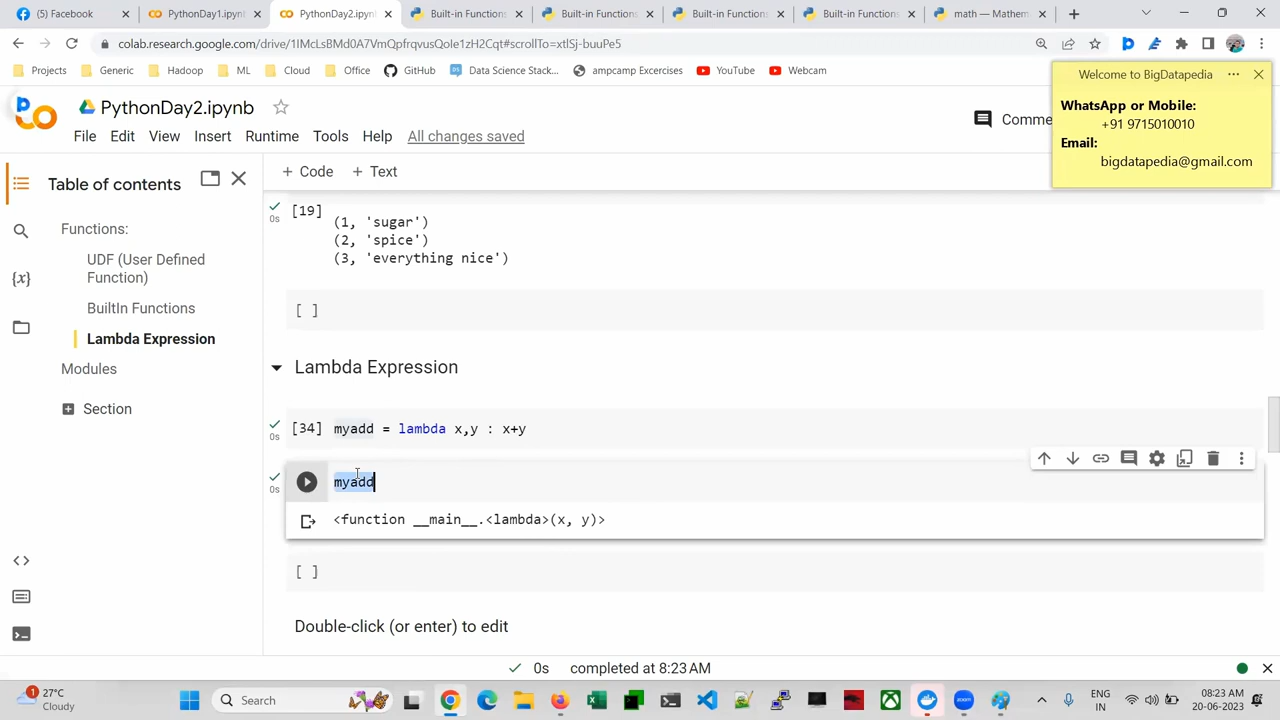 (1) Facebook
PythonDay1.ipynb
PythonDay2.ipynb
Built-in Functions
Built-in Functions
Built-in Functions
Built-in Functions
math — Mathem
colab.research.google.com/drive/
Projects
Generic
Hadoop
ML
Cloud
Office
GitHub
Data Science Stack...
ampcamp Excercises
YouTube
Webcam
Welcome to BigDatapedia
WhatsApp or Mobile:
+91 9715010010
Email:
bigdatapedia@gmail.com
PythonDay2.ipynb
File Edit View Insert Runtime Tools Help All changes saved
Comme
Table of contents
+ Code + Text
Functions:
UDF (User Defined
Function)
BuiltIn Functions
Lambda Expression
Modules
Section
0s
[19]
(1, 'sugar')
(2, 'spice')
(3, 'everything nice')
[ ]
Lambda Expression
0s
[34] myadd = lambda x,y : x+y
0s
myadd
<function __main__.<lambda>(x, y)>
[ ]
Double-click (or enter) to edit
0s completed at 8:23 AM
1
27°C
Cloudy
Search
ENG
IN
08:23 AM
20-06-2023